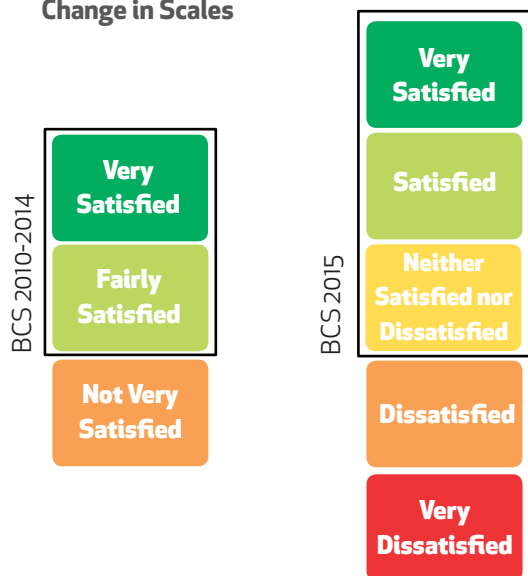 Change in Scales
BCS 2010-2014
Very
Satisfied
Fairly
Satisfied
Not Very
Satisfied
BCS 2015
Very
Satisfied
Satisfied
Neither
Satisfied nor
Dissatisfied
Dissatisfied
Very
Dissatisfied